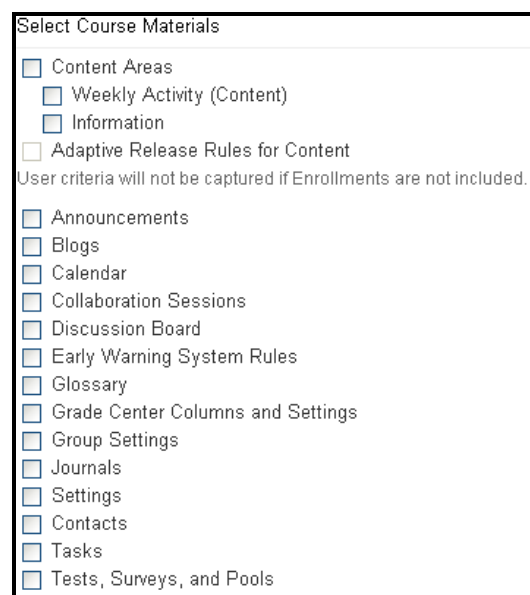 Select Course Materials
Content Areas
Weekly Activity (Content)
Information
Adaptive Release Rules for Content
User criteria will not be captured if Enrollments are not included.
Announcements
Blogs
Calendar
Collaboration Sessions
Discussion Board
Early Warning System Rules
Glossary
Grade Center Columns and Settings
Group Settings
Journals
Settings
Contacts
Tasks
Tests, Surveys, and Pools